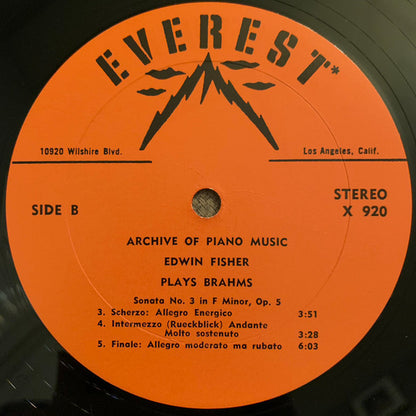 EVEREST*
10920 Wilshire Blvd.
Los Angeles, Calif.
SIDE B
STEREO
X 920
ARCHIVE OF PIANO MUSIC
EDWIN FISHER
PLAYS BRAHMS
Sonata No. 3 in F Minor, Op. 5
3. Scherzo: Allegro Energico 3:51
4. Intermezzo (Rueckblick) Andante
Molto sostenuto 3:28
5. Finale: Allegro moderato ma rubato 6:03